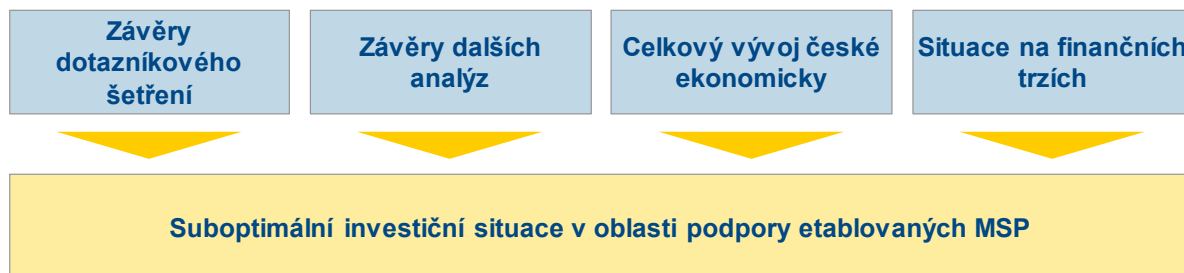 Závěry
dotazníkového
šetření
Závěry dalších
analýz
Celkový vývoj české
ekonomicky
Situace na finančních
trzích
Suboptimální investiční situace v oblasti podpory etablovaných MSP